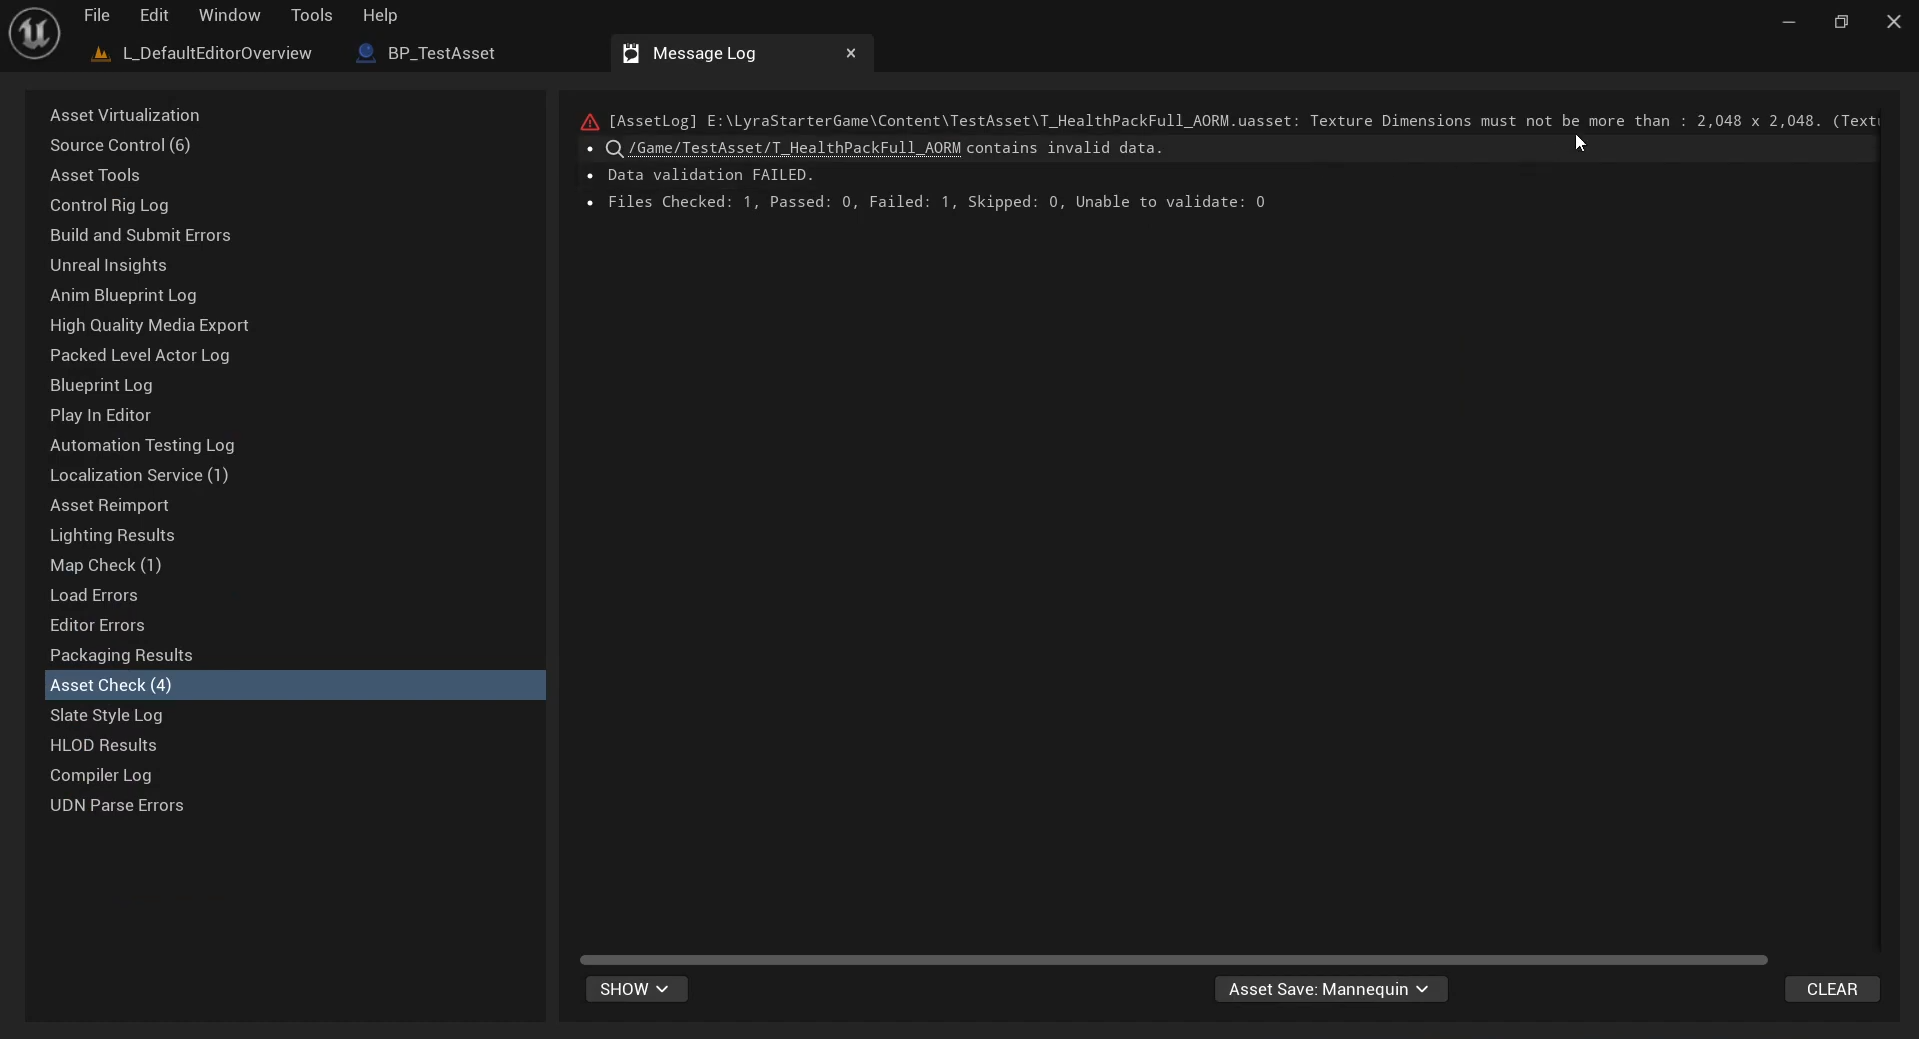 File Edit Window Tools Help
L_DefaultEditorOverview BP_TestAsset Message Log
Asset Virtualization
Source Control (6)
Asset Tools
Control Rig Log
Build and Submit Errors
Unreal Insights
Anim Blueprint Log
High Quality Media Export
Packed Level Actor Log
Blueprint Log
Play In Editor
Automation Testing Log
Localization Service (1)
Asset Reimport
Lighting Results
Map Check (1)
Load Errors
Editor Errors
Packaging Results
Asset Check (4)
Slate Style Log
HLOD Results
Compiler Log
UDN Parse Errors
[AssetLog] E:\LyraStarterGame\Content\TestAsset\T_HealthPackFull_AORM.uasset: Texture Dimensions must not be more than : 2,048 x 2,048.
/Game/TestAsset/T_HealthPackFull_AORM contains invalid data.
Data validation FAILED.
Files Checked: 1, Passed: 0, Failed: 1, Skipped: 0, Unable to validate: 0
SHOW
Asset Save: Mannequin
CLEAR